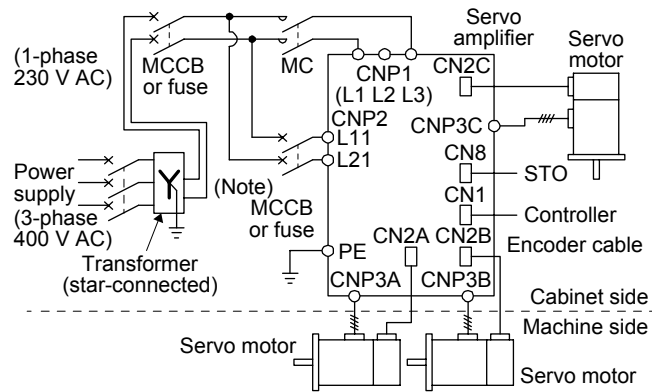 (1-phase
230 V AC)
MCCB
or fuse
MC
CNP1
(L1 L2 L3)
Servo
amplifier
CN2C
Servo
motor
CNP2
L11
L21
CNP3C
CN8
STO
CN1
Controller
Power
supply
(3-phase
400 V AC)
(Note)
MCCB
or fuse
Transformer
(star-connected)
PE
CN2A
CN2B
Encoder cable
CNP3A
CNP3B
Cabinet side
Machine side
Servo motor
Servo motor